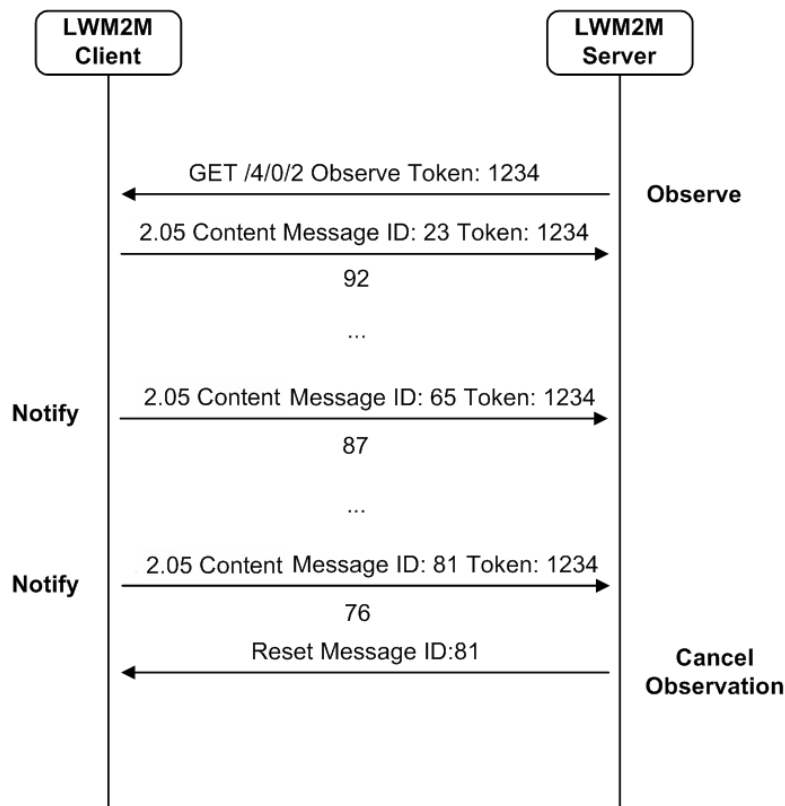 LWM2M
Client
LWM2M
Server
GET /4/0/2 Observe Token: 1234
Observe
2.05 Content Message ID: 23 Token: 1234
92
...
Notify
2.05 Content Message ID: 65 Token: 1234
87
...
Notify
2.05 Content Message ID: 81 Token: 1234
76
Reset Message ID:81
Cancel
Observation